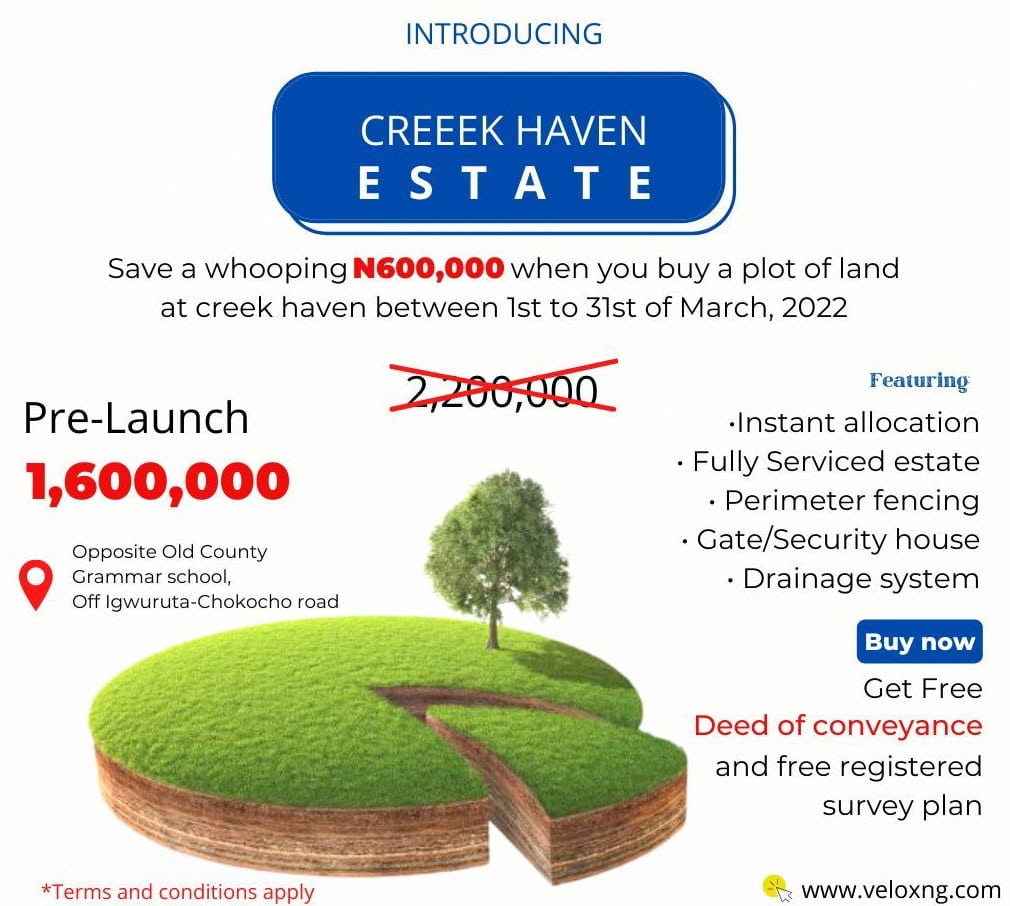 INTRODUCING
CREEEK HAVEN
ESTATE
Save a whooping N600,000 when you buy a plot of land
at creek haven between 1st to 31st of March, 2022
2,200,000
Pre-Launch
1,600,000
Opposite Old County
Grammar school,
Off Igwuruta-Chokocho road
Featuring
•Instant allocation
• Fully Serviced estate
• Perimeter fencing
• Gate/Security house
• Drainage system
Buy now
Get Free
Deed of conveyance
and free registered
survey plan
*Terms and conditions apply
www.veloxng.com